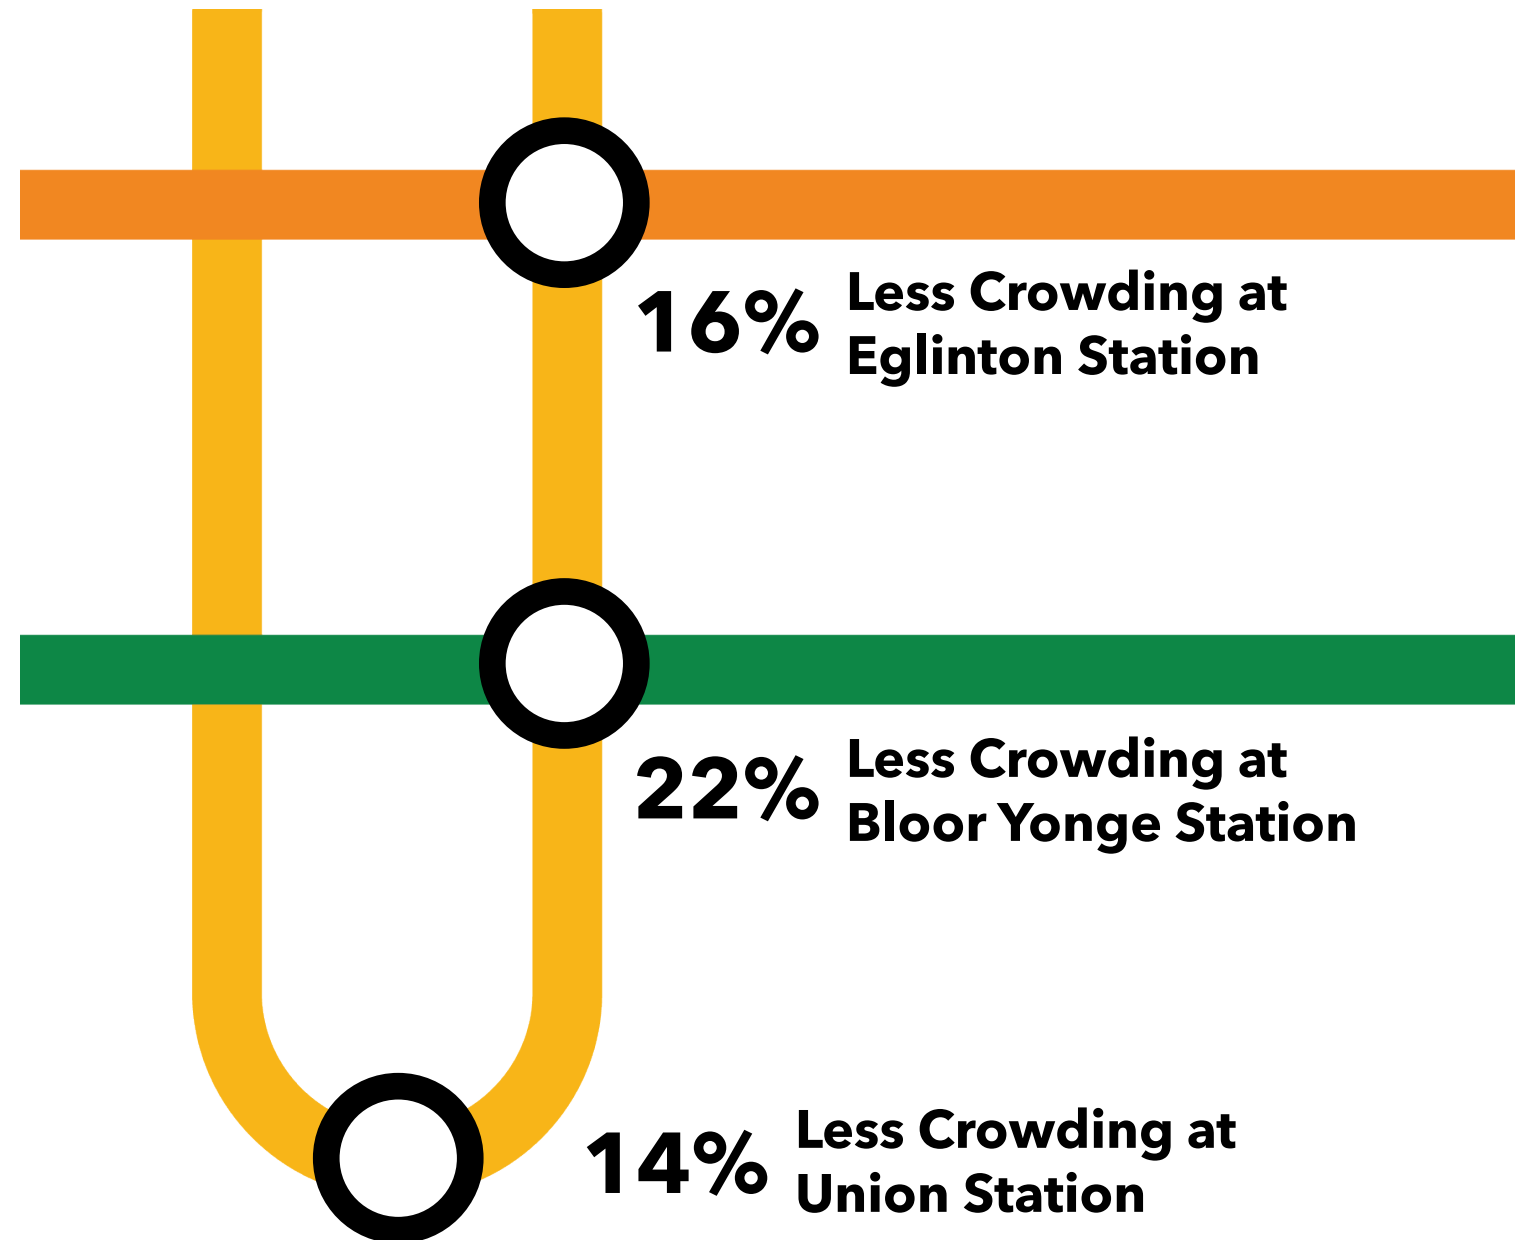 16% Less Crowding at
Eglinton Station
22% Less Crowding at
Bloor Yonge Station
14% Less Crowding at
Union Station